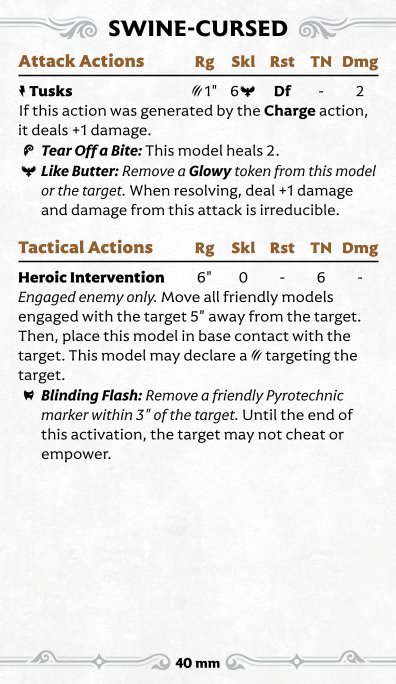 SWINE-CURSED
Attack Actions Rg Skl Rst TN Dmg
Tusks 1" 6 Df - 2
If this action was generated by the Charge action,
it deals +1 damage.
Tear Off a Bite: This model heals 2.
Like Butter: Remove a Glowy token from this model
or the target. When resolving, deal +1 damage
and damage from this attack is irreducible.
Tactical Actions Rg Skl Rst TN Dmg
Heroic Intervention 6" 0 - 6 -
Engaged enemy only. Move all friendly models
engaged with the target 5" away from the target.
Then, place this model in base contact with the
target. This model may declare a targeting the
target.
Blinding Flash: Remove a friendly Pyrotechnic
marker within 3" of the target. Until the end of
this activation, the target may not cheat or
empower.
40 mm